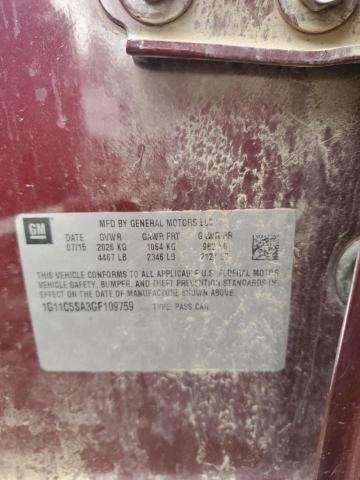 GM
MFD BY GENERAL MOTORS LLC
DATE GVWR GAWR FRT GAWR RR
07/15 2026 KG 1064 KG
4467 LB 2346 LB
THIS VEHICLE CONFORMS TO ALL APPLICABLE U.S. FEDERAL MOTOR
VEHICLE SAFETY, BUMPER, AND THEFT PREVENTION STANDARDS
IN EFFECT ON THE DATE OF MANUFACTURE SHOWN ABOVE.
1G11C5SA3GF109759 TYPE: PASS CAR